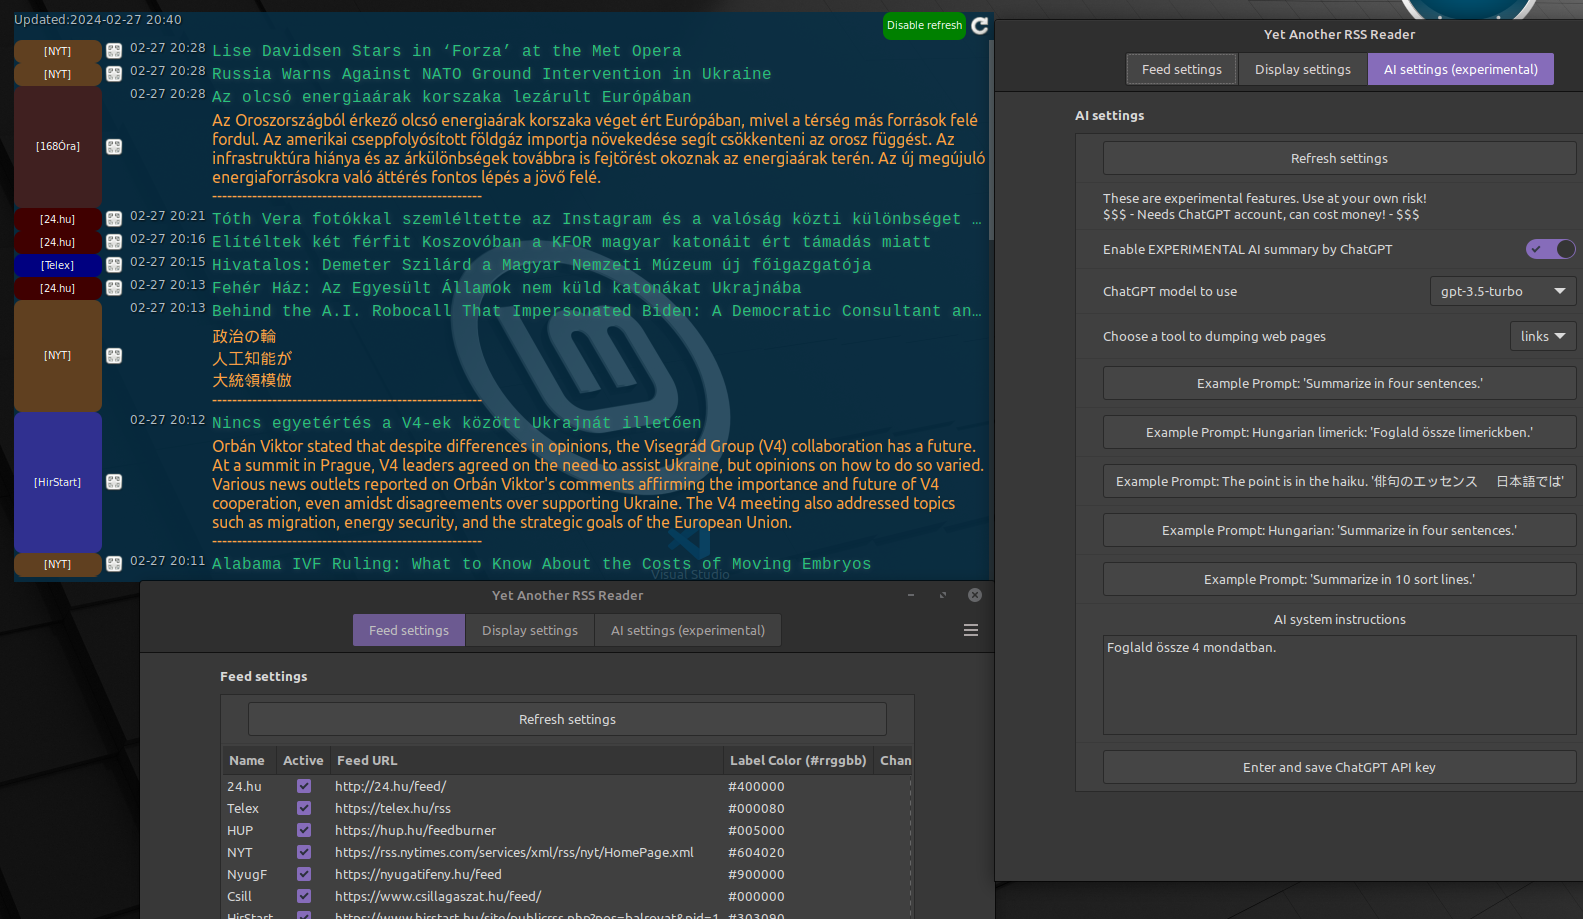 Updated:2024-02-27 20:40
Disable refresh
[NYT] 02-27 20:28 Lise Davidsen Stars in ‘Forza’ at the Met Opera
[NYT] 02-27 20:28 Russia Warns Against NATO Ground Intervention in Ukraine
[168Óra] 02-27 20:28 Az olcsó energiaárak korszaka lezárult Európában
Az Oroszországból érkező olcsó energiaárak korszaka véget ért Európában, mivel a térség más források felé
fordul. Az amerikai cseppfolyósított földgáz importja növekedése segít csökkenteni az orosz függést. Az
infrastruktúra hiánya és az árkülönbségek továbbra is fejtörést okoznak az energiaárak terén. Az új megújuló
energiaforrásokra való áttérés fontos lépés a jövő felé.
------------------------------------------------------
[24.hu] 02-27 20:21 Tóth Vera fotókkal szemléltette az Instagram és a valóság közti különbséget …
[24.hu] 02-27 20:16 Elítéltek két férfit Koszovóban a KFOR magyar katonáit ért támadás miatt
[Telex] 02-27 20:15 Hivatalos: Demeter Szilárd a Magyar Nemzeti Múzeum új főigazgatója
[24.hu] 02-27 20:13 Fehér Ház: Az Egyesült Államok nem küld katonákat Ukrajnába
[NYT] 02-27 20:13 Behind the A.I. Robocall That Impersonated Biden: A Democratic Consultant an…
政治の輪
人工知能が
大統領模倣
------------------------------------------------------
[HirStart] 02-27 20:12 Nincs egyetértés a V4-ek között Ukrajnát illetően
Orbán Viktor stated that despite differences in opinions, the Visegrád Group (V4) collaboration has a future.
At a summit in Prague, V4 leaders agreed on the need to assist Ukraine, but opinions on how to do so varied.
Various news outlets reported on Orbán Viktor's comments affirming the importance and future of V4
cooperation, even amidst disagreements over supporting Ukraine. The V4 meeting also addressed topics
such as migration, energy security, and the strategic goals of the European Union.
------------------------------------------------------
[NYT] 02-27 20:11 Alabama IVF Ruling: What to Know About the Costs of Moving Embryos
Visual Studio
Yet Another RSS Reader
Feed settings Display settings AI settings (experimental)
Feed settings
Refresh settings
Name Active Feed URL Label Color (#rrggbb) Chan
24.hu http://24.hu/feed/ #400000
Telex https://telex.hu/rss #000080
HUP https://hup.hu/feedburner #005000
NYT https://rss.nytimes.com/services/xml/rss/nyt/HomePage.xml #604020
NyugF https://nyugatifeny.hu/feed #900000
Csill https://www.csillagaszat.hu/feed/ #000000
HirStart https://www.hirstart.hu/site/publicrss.php?pos=balrovat&pid=1 #303090
Yet Another RSS Reader
Feed settings Display settings AI settings (experimental)
AI settings
Refresh settings
These are experimental features. Use at your own risk!
$$$ - Needs ChatGPT account, can cost money! - $$$
Enable EXPERIMENTAL AI summary by ChatGPT
ChatGPT model to use gpt-3.5-turbo
Choose a tool to dumping web pages links
Example Prompt: 'Summarize in four sentences.'
Example Prompt: Hungarian limerick: 'Foglald össze limerickben.'
Example Prompt: The point is in the haiku. '俳句のエッセンス　日本語では'
Example Prompt: Hungarian: 'Summarize in four sentences.'
Example Prompt: 'Summarize in 10 sort lines.'
AI system instructions
Foglald össze 4 mondatban.
Enter and save ChatGPT API key